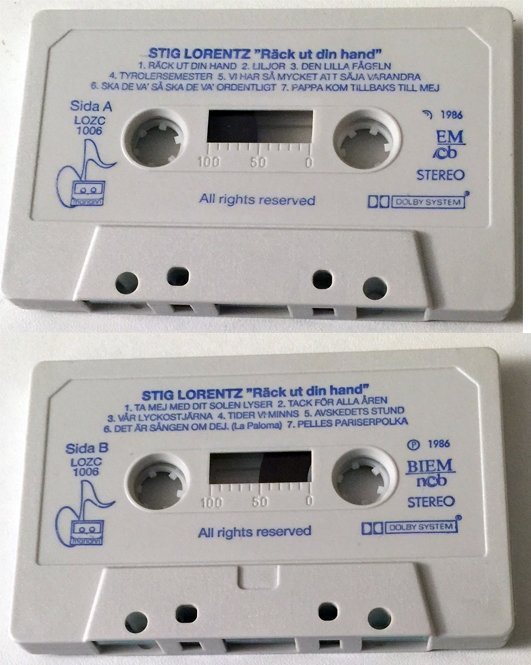 STIG LORENTZ "Räck ut din hand"
1. RÄCK UT DIN HAND 2. LILJOR 3. DEN LILLA FÅGELN
4. TYROLERSEMESTER 5. VI HAR SÅ MYCKET ATT SÄJA VARANDRA
6. SKA DE VA' SÅ SKA DE VA' ORDENTLIGT 7. PAPPA KOM TILLBAKS TILL MEJ
Sida A
LOZC
1006
1986
EM
cb
STEREO
100 50 0
All rights reserved
DOLBY SYSTEM
STIG LORENTZ "Räck ut din hand"
1. TA MEJ MED DIT SOLEN LYSER 2. TACK FÖR ALLA ÅREN
3. VÅR LYCKOSTJÄRNA 4. TIDER VI MINNS 5. AVSKEDETS STUND
6. DET ÄR SÅNGEN OM DEJ. (La Paloma) 7. PELLES PARISERPOLKA
Sida B
LOZC
1006
Ⓟ 1986
BIEM
ncb
STEREO
100 50 0
All rights reserved
DOLBY SYSTEM